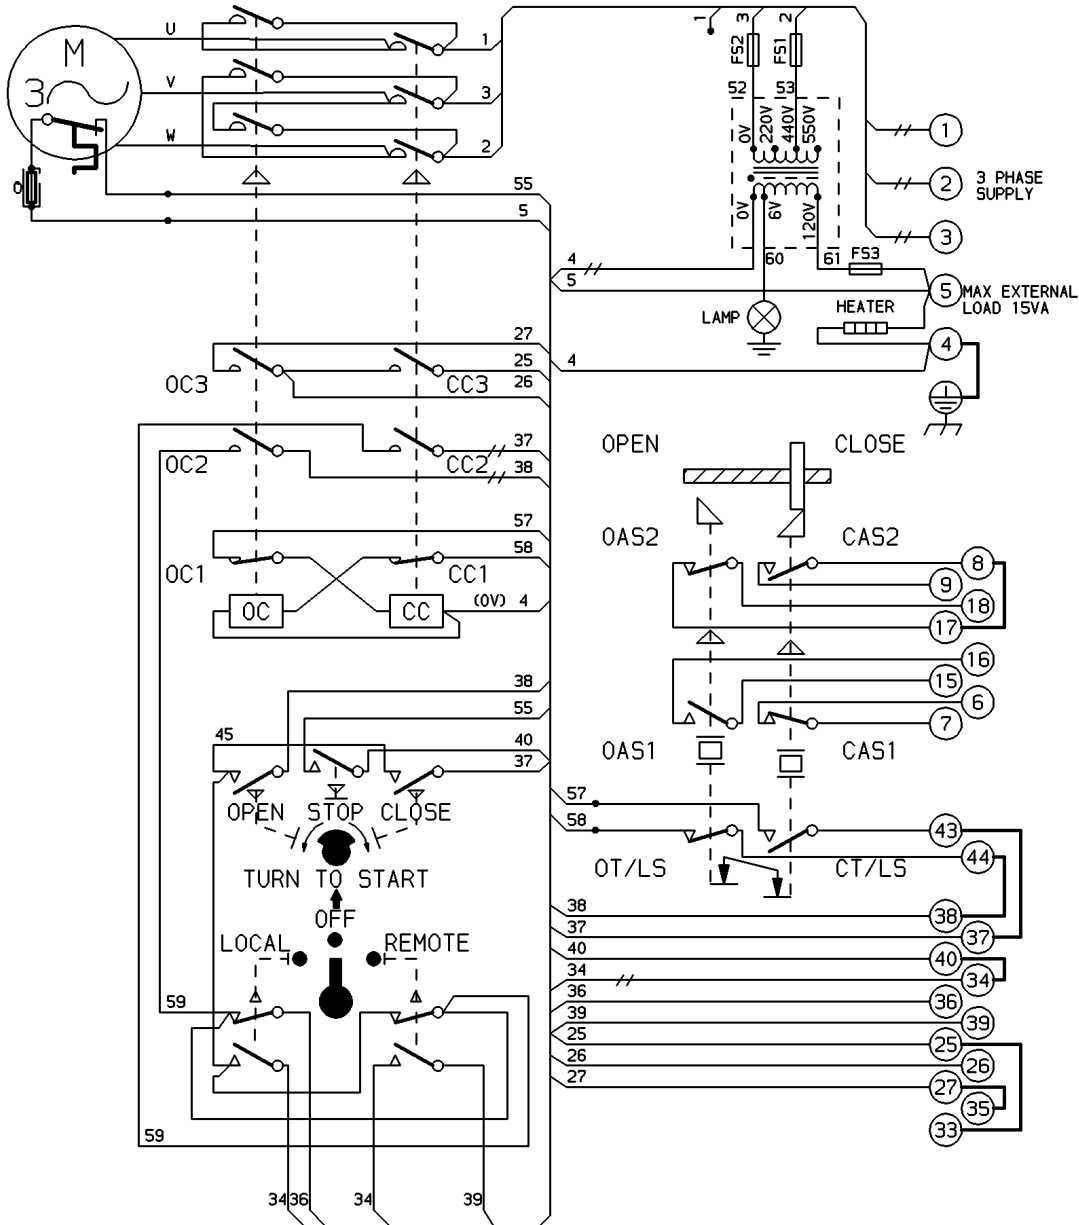 M
3
U
V
W
1
3
2
55
5
0
1
3
2
FS2
FS1
52
53
0V
220V
440V
550V
0V
6V
120V
60
61
FS3
1
2
3
3 PHASE
SUPPLY
4
5
5
MAX EXTERNAL
LOAD 15VA
LAMP
HEATER
4
4
27
25
26
OC3
CC3
37
38
OC2
CC2
57
58
OC1
CC1
OC
CC
(0V) 4
OPEN
CLOSE
OAS2
CAS2
8
9
18
17
16
15
6
7
OAS1
CAS1
38
55
40
37
45
OPEN STOP CLOSE
TURN TO START
OFF
LOCAL
REMOTE
57
58
OT/LS
CT/LS
43
44
38
38
37
37
40
40
34
34
36
36
39
39
25
25
26
26
27
27
35
33
59
59
34
36
34
39